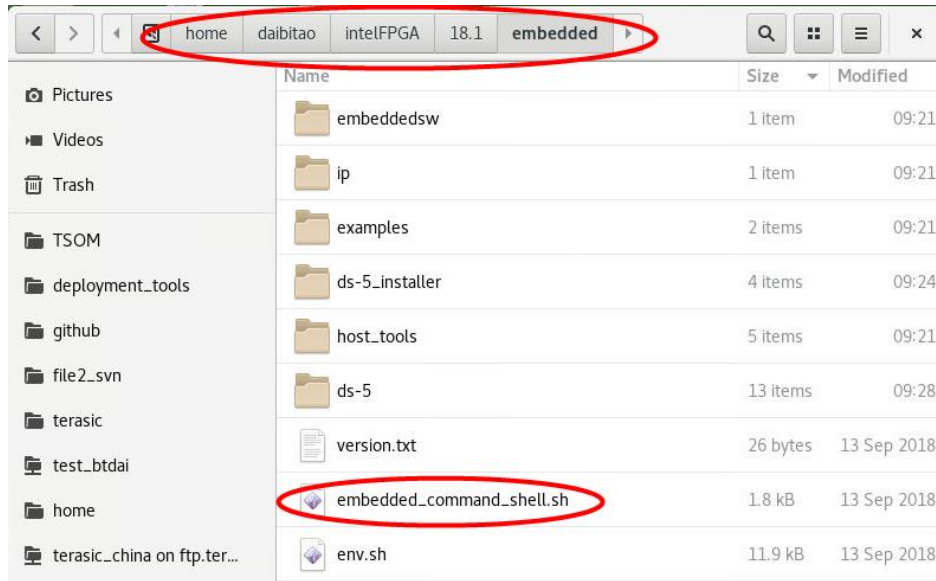 home daibitao intelFPGA 18.1 embedded
Name Size Modified
Pictures
Videos
Trash
TSOM
deployment_tools
github
file2_svn
terasic
test_btdai
home
terasic_china on ftp.ter...
embeddedsw 1 item 09:21
ip 1 item 09:21
examples 2 items 09:21
ds-5_installer 4 items 09:24
host_tools 5 items 09:21
ds-5 13 items 09:28
version.txt 26 bytes 13 Sep 2018
embedded_command_shell.sh 1.8 kB 13 Sep 2018
env.sh 11.9 kB 13 Sep 2018